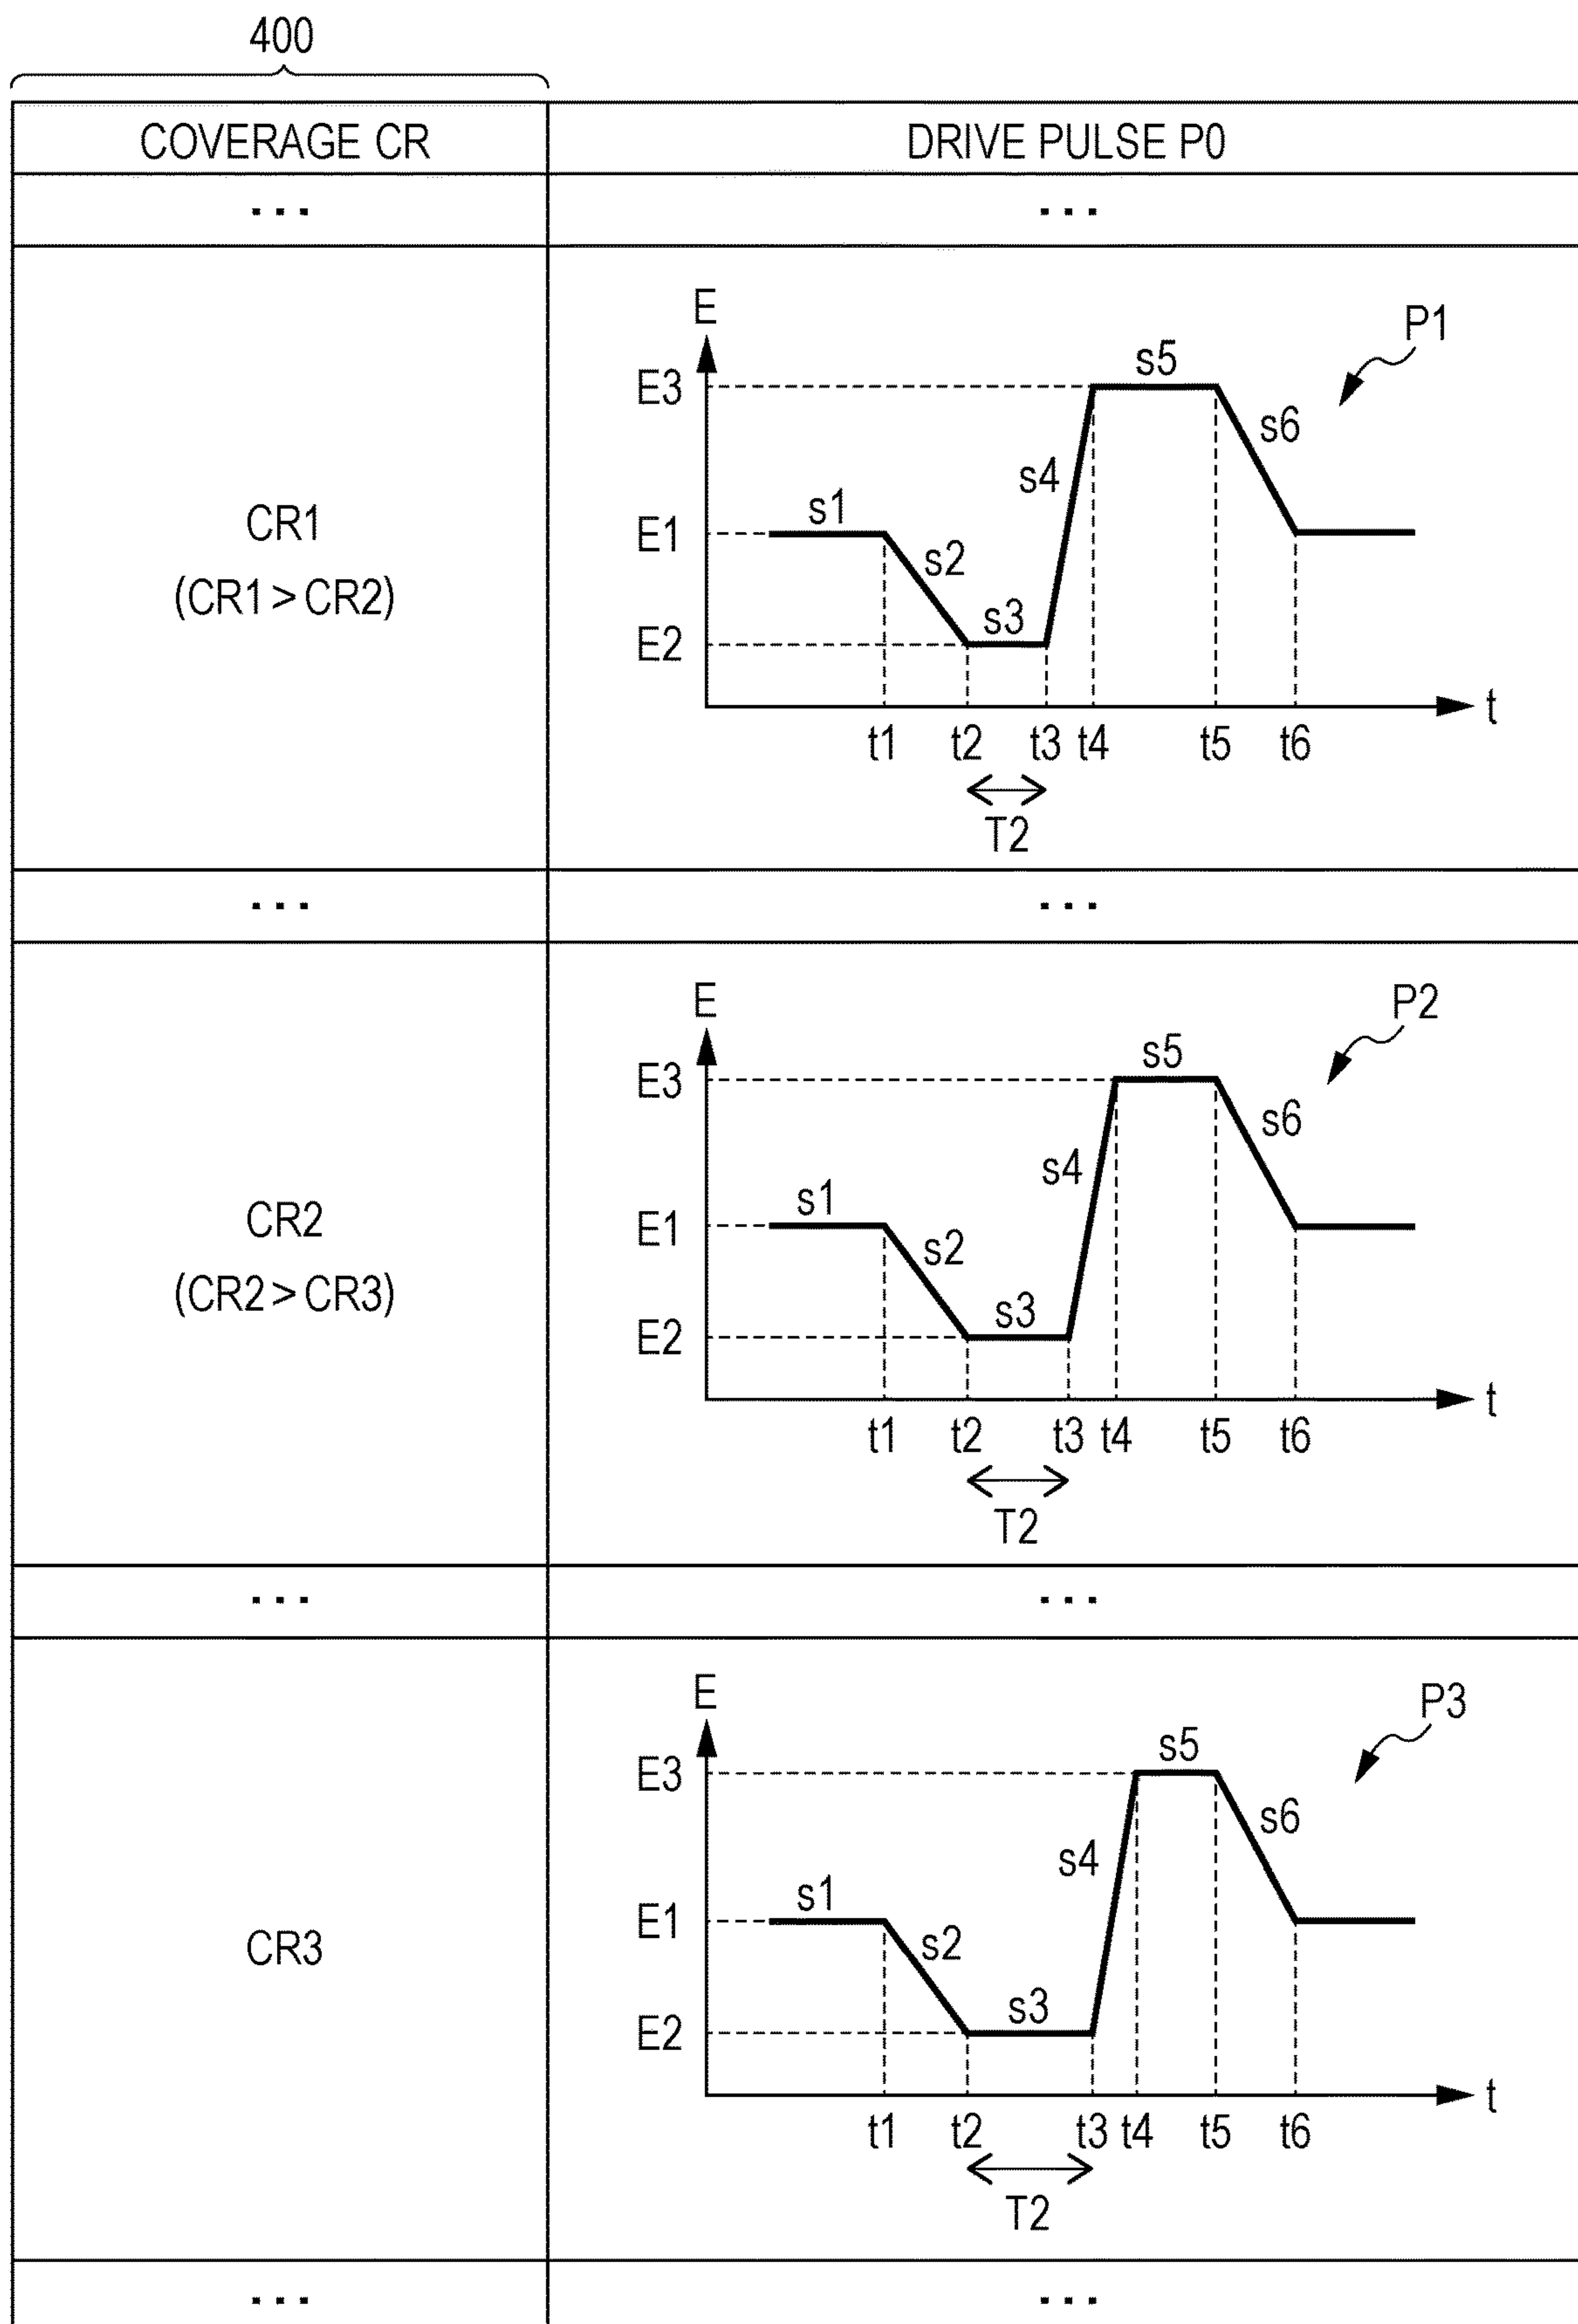 400
COVERAGE CR DRIVE PULSE P0
... ...
E
P1
s5
E3
s6
s4
CR1
s1
E1
s2
(CR1 > CR2)
s3
E2
t
t1 t2 t3 t4 t5 t6
T2
... ...
E
P2
s5
E3
s6
s4
s1
CR2
E1
s2
(CR2 > CR3)
s3
E2
t
t1 t2 t3 t4 t5 t6
T2
... ...
E
P3
s5
E3
s6
s4
s1
E1
CR3
s2
s3
E2
t
t1 t2 t3 t4 t5 t6
T2
... ...